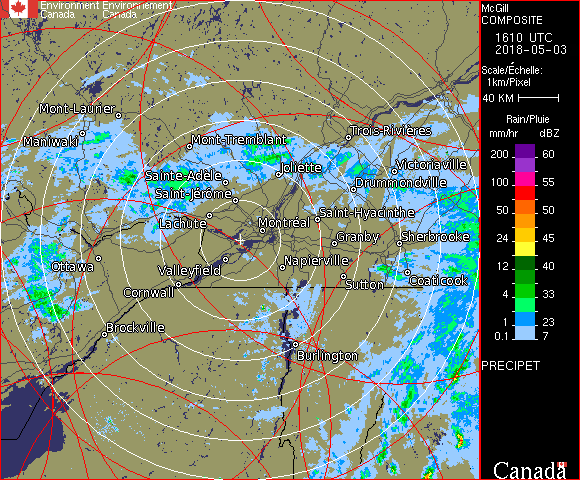 Environment Environnement
Canada Canada
McGill
COMPOSITE
1610 UTC
2018-05-03
Scale/Échelle:
1km/Pixel
40 KM
Rain/Pluie
mm/hr dBZ
200 60
100 55
50 50
24 45
12 40
4 33
1 23
0.1 7
PRECIPET
Canada
Mont-Laurier
Maniwaki
Mont-Tremblant
Trois-Rivières
Joliette
Victoriaville
Sainte-Adèle
Drummondville
Saint-Jérôme
Lachute
Saint-Hyacinthe
Montréal
Granby
Sherbrooke
Ottawa
Valleyfield
Napierville
Cornwall
Sutton
Coaticook
Brockville
Burlington